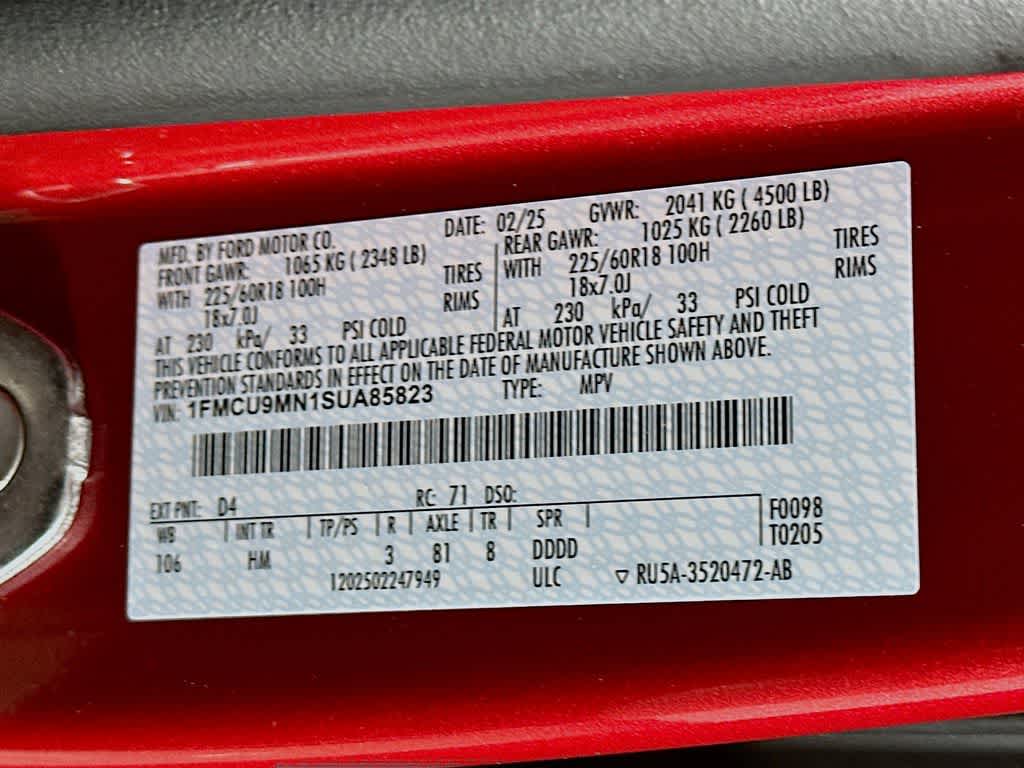 MFD. BY FORD MOTOR CO. DATE: 02/25 GVWR: 2041 KG ( 4500 LB)
FRONT GAWR: 1065 KG ( 2348 LB) REAR GAWR: 1025 KG ( 2260 LB)
WITH 225/60R18 100H TIRES WITH 225/60R18 100H TIRES
18x7.0J RIMS 18x7.0J RIMS
AT 230 kPa/ 33 PSI COLD AT 230 kPa/ 33 PSI COLD
THIS VEHICLE CONFORMS TO ALL APPLICABLE FEDERAL MOTOR VEHICLE SAFETY AND THEFT
PREVENTION STANDARDS IN EFFECT ON THE DATE OF MANUFACTURE SHOWN ABOVE.
VIN: 1FMCU9MN1SUA85823 TYPE: MPV
EXT PNT: D4 RC: 71 DSO: F0098
WB INT TR TP/PS R AXLE TR SPR T0205
106 HM 3 81 8 DDDD
1202502247949 ULC ▽ RU5A-3520472-AB